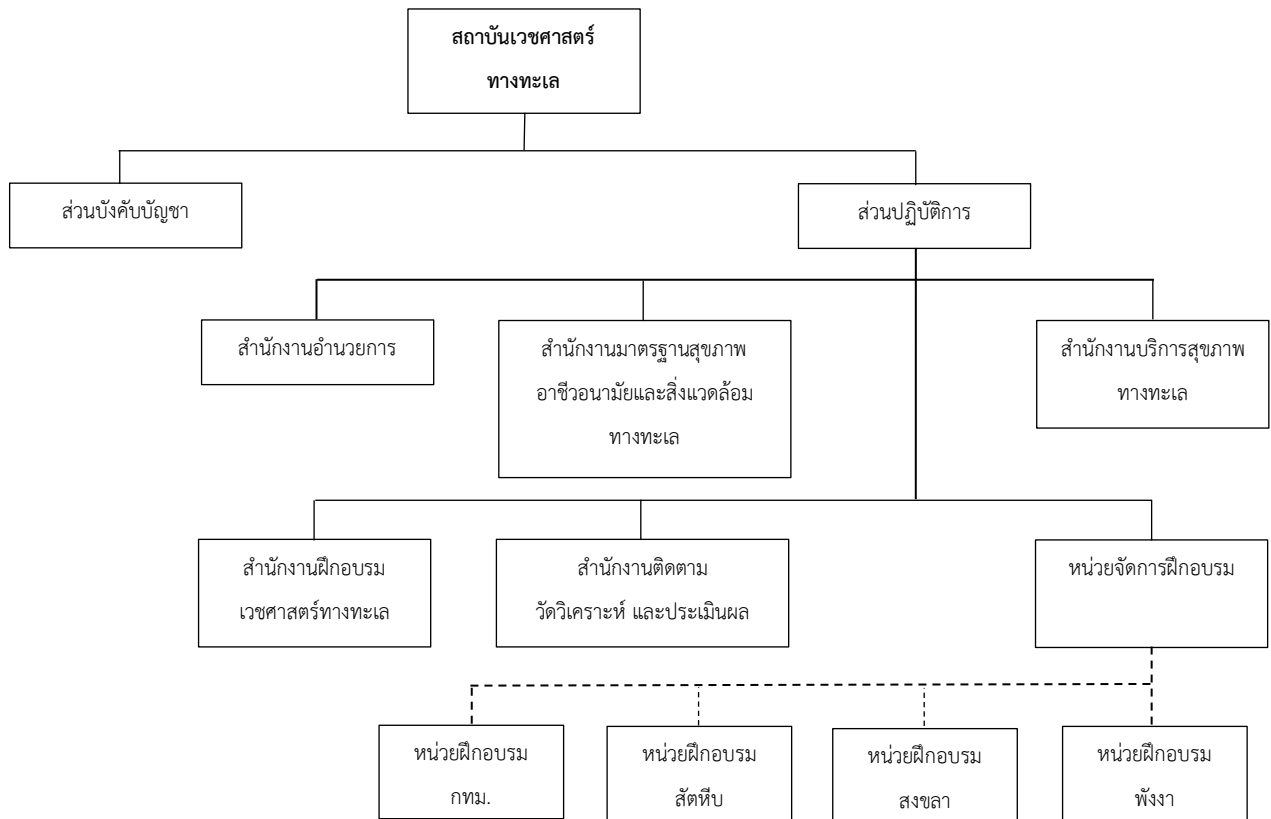 สถาบันเวชศาสตร์
ทางทะเล
ส่วนบังคับบัญชา
ส่วนปฏิบัติการ
สำนักงานอำนวยการ
สำนักงานมาตรฐานสุขภาพ
อาชีวอนามัยและสิ่งแวดล้อม
ทางทะเล
สำนักงานบริการสุขภาพ
ทางทะเล
สำนักงานฝึกอบรม
เวชศาสตร์ทางทะเล
สำนักงานติดตาม
วัดวิเคราะห์ และประเมินผล
หน่วยจัดการฝึกอบรม
หน่วยฝึกอบรม
กทม.
หน่วยฝึกอบรม
สัตหีบ
หน่วยฝึกอบรม
สงขลา
หน่วยฝึกอบรม
พังงา